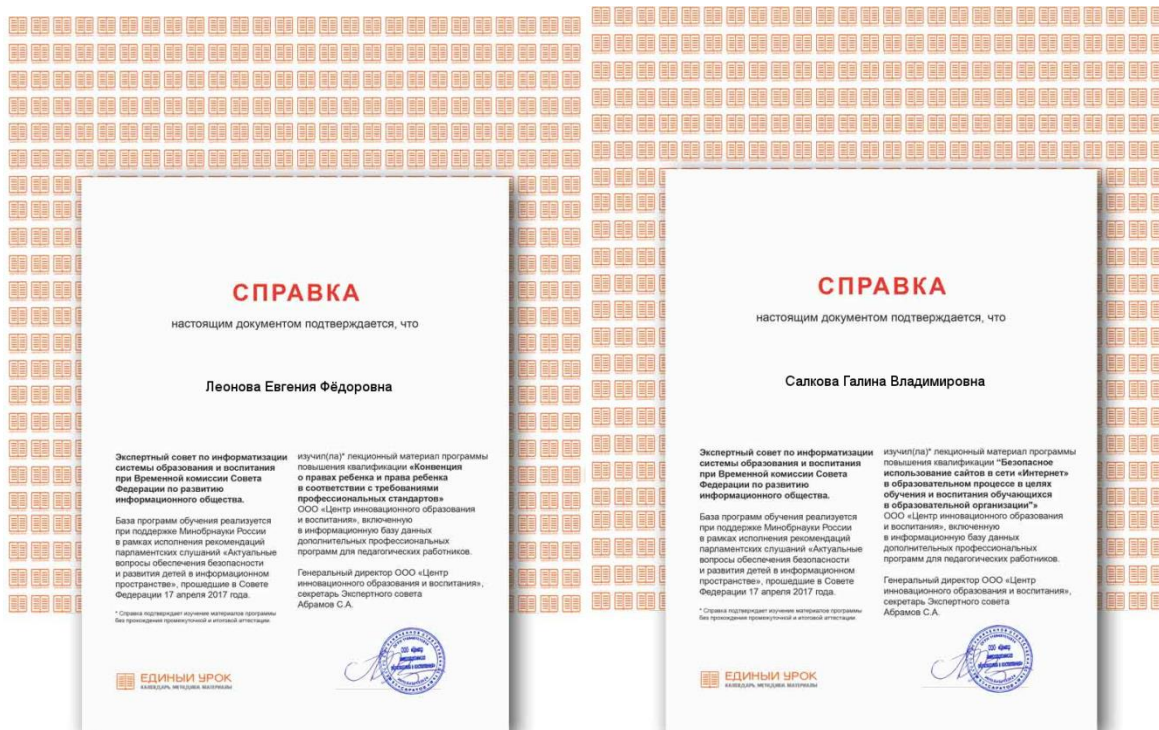 СПРАВКА
настоящим документом подтверждается, что
Леонова Евгения Фёдоровна
Экспертный совет по информатизации
системы образования и воспитания
при Временной комиссии Совета
Федерации по развитию
информационного общества.
База программ обучения реализуется
при поддержке Минобрнауки России
в рамках исполнения рекомендаций
парламентских слушаний «Актуальные
вопросы обеспечения безопасности
и развития детей в информационном
пространстве», прошедшие в Совете
Федерации 17 апреля 2017 года.
* Справка подтверждает изучение материалов программы
без прохождения промежуточной и итоговой аттестации.
изучил(ла)* лекционный материал программы
повышения квалификации «Конвенция
о правах ребенка и права ребенка
в соответствии с требованиями
профессиональных стандартов»
ООО «Центр инновационного образования
и воспитания», включенную
в информационную базу данных
дополнительных профессиональных
программ для педагогических работников.
Генеральный директор ООО «Центр
инновационного образования и воспитания»,
секретарь Экспертного совета
Абрамов С.А.
ЕДИНЫЙ УРОК
КАЛЕНДАРЬ, МЕТОДИКИ, МАТЕРИАЛЫ
СПРАВКА
настоящим документом подтверждается, что
Салкова Галина Владимировна
Экспертный совет по информатизации
системы образования и воспитания
при Временной комиссии Совета
Федерации по развитию
информационного общества.
База программ обучения реализуется
при поддержке Минобрнауки России
в рамках исполнения рекомендаций
парламентских слушаний «Актуальные
вопросы обеспечения безопасности
и развития детей в информационном
пространстве», прошедшие в Совете
Федерации 17 апреля 2017 года.
* Справка подтверждает изучение материалов программы
без прохождения промежуточной и итоговой аттестации.
изучил(ла)* лекционный материал программы
повышения квалификации "Безопасное
использование сайтов в сети «Интернет»
в образовательном процессе в целях
обучения и воспитания обучающихся
в образовательной организации"»
ООО «Центр инновационного образования
и воспитания», включенную
в информационную базу данных
дополнительных профессиональных
программ для педагогических работников.
Генеральный директор ООО «Центр
инновационного образования и воспитания»,
секретарь Экспертного совета
Абрамов С.А.
ЕДИНЫЙ УРОК
КАЛЕНДАРЬ, МЕТОДИКИ, МАТЕРИАЛЫ